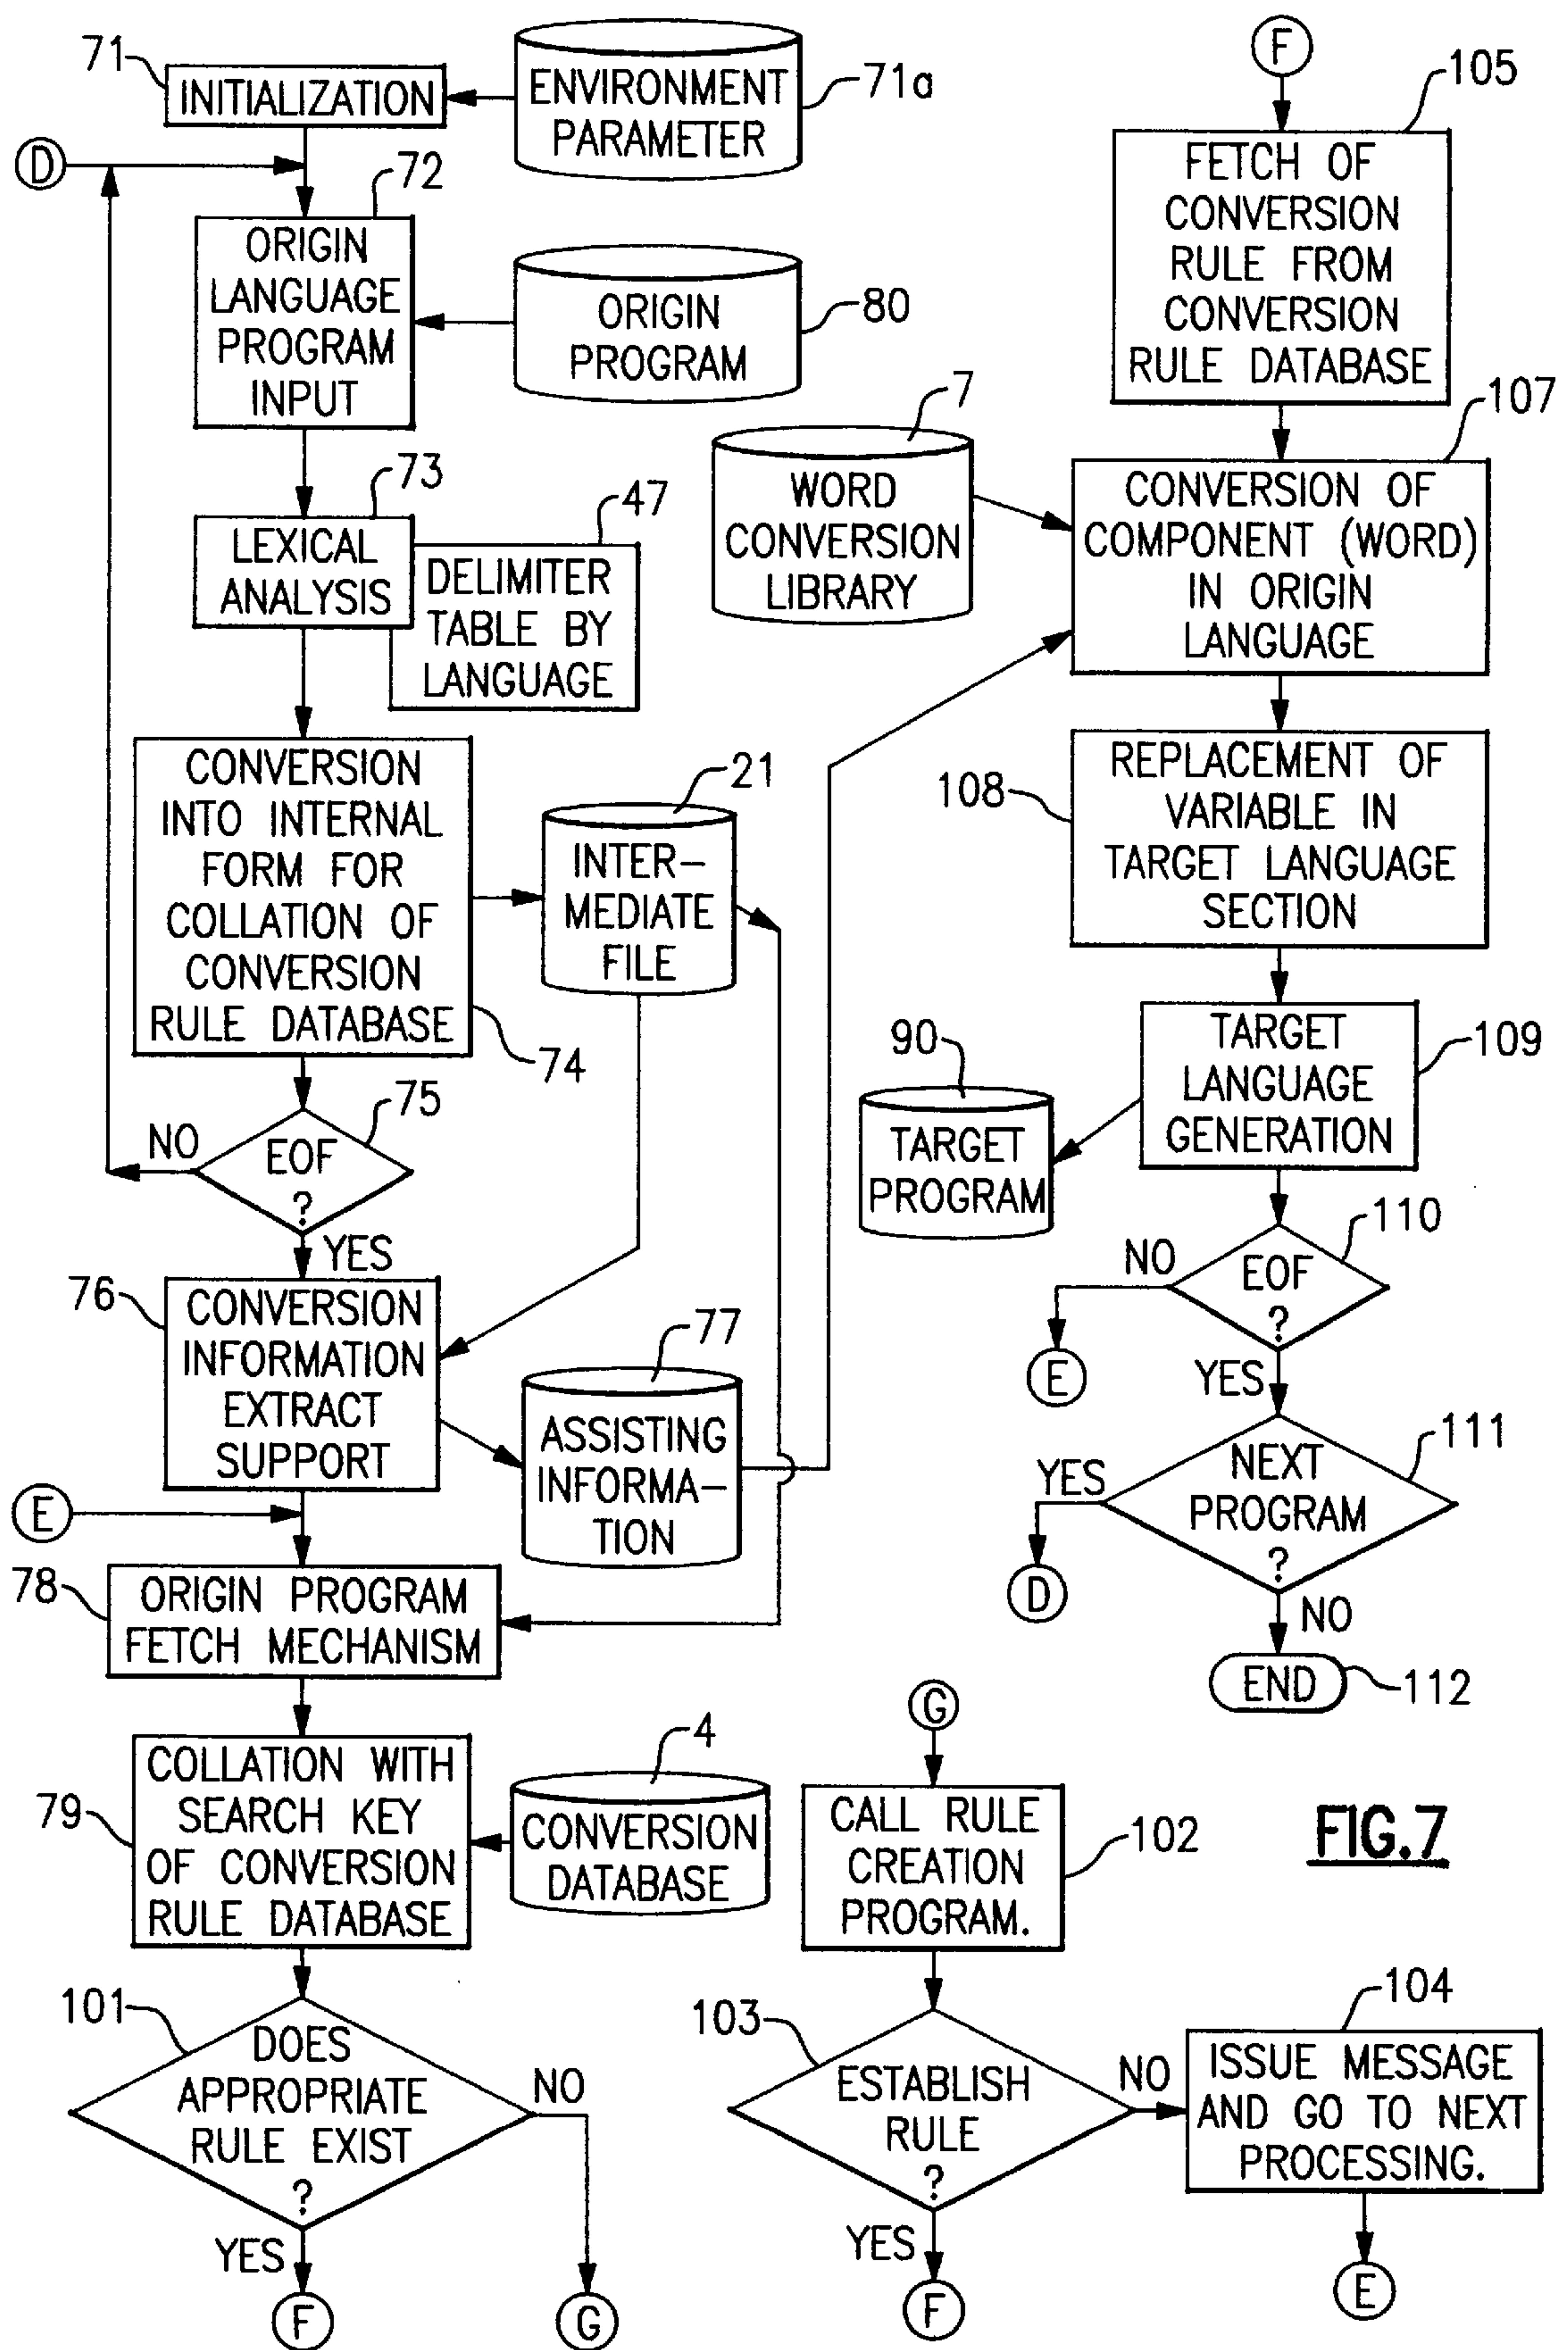 71
INITIALIZATION
ENVIRONMENT
PARAMETER
71a
D
72
ORIGIN
LANGUAGE
PROGRAM
INPUT
ORIGIN
PROGRAM
80
73
LEXICAL
ANALYSIS
47
DELIMITER
TABLE BY
LANGUAGE
CONVERSION
INTO INTERNAL
FORM FOR
COLLATION OF
CONVERSION
RULE DATABASE
74
21
INTER-
MEDIATE
FILE
75
NO
EOF
?
YES
76
CONVERSION
INFORMATION
EXTRACT
SUPPORT
77
ASSISTING
INFORMA-
TION
E
78
ORIGIN PROGRAM
FETCH MECHANISM
79
COLLATION WITH
SEARCH KEY
OF CONVERSION
RULE DATABASE
4
CONVERSION
DATABASE
101
DOES
APPROPRIATE
RULE EXIST
?
NO
YES
F
G
F
105
FETCH OF
CONVERSION
RULE FROM
CONVERSION
RULE DATABASE
7
WORD
CONVERSION
LIBRARY
107
CONVERSION OF
COMPONENT (WORD)
IN ORIGIN
LANGUAGE
108
REPLACEMENT OF
VARIABLE IN
TARGET LANGUAGE
SECTION
90
TARGET
PROGRAM
TARGET
LANGUAGE
GENERATION
109
110
NO
EOF
?
E
YES
111
YES
NEXT
PROGRAM
?
D
NO
END
112
G
CALL RULE
CREATION
PROGRAM.
102
FIG.7
103
ESTABLISH
RULE
?
NO
104
ISSUE MESSAGE
AND GO TO NEXT
PROCESSING.
YES
F
E